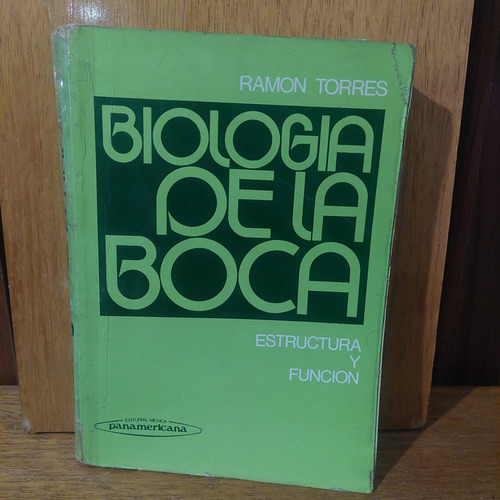 RAMON TORRES
BIOLOGIA
DE LA
BOCA
ESTRUCTURA
Y
FUNCION
EDITORIAL MEDICA
panamericana